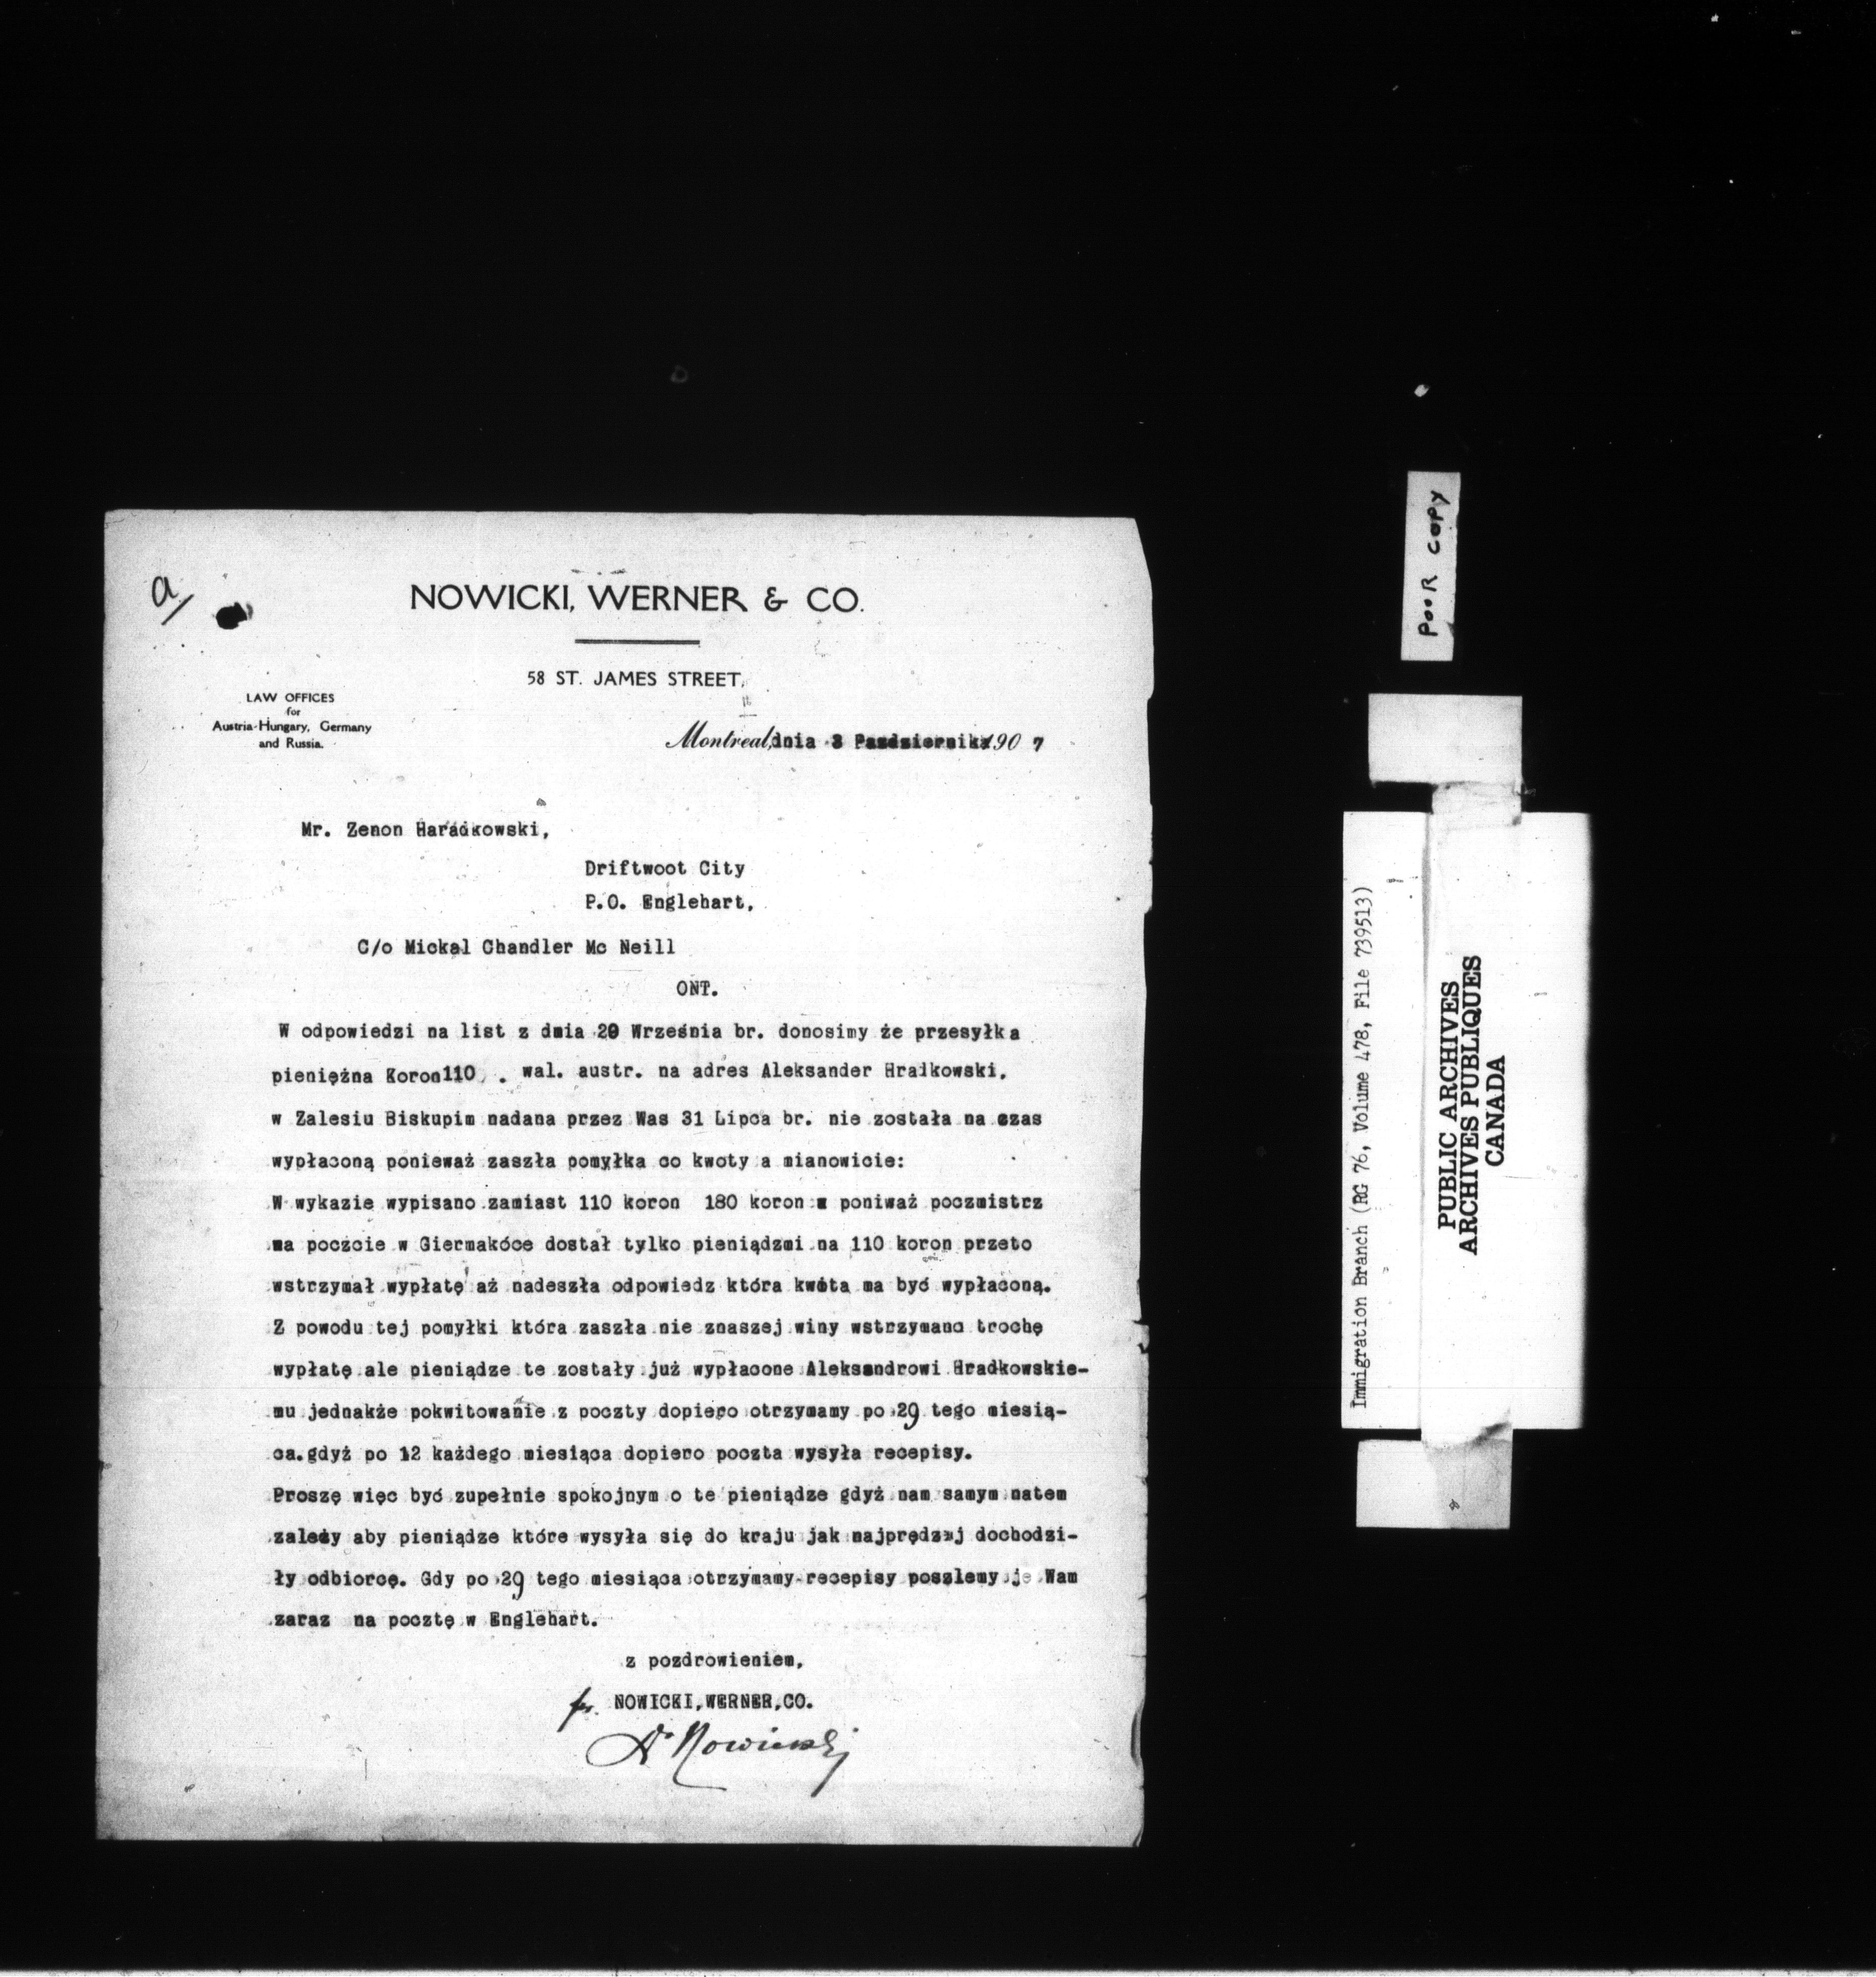 a/
NOWICKI, WERNER & CO.
58 ST. JAMES STREET,
LAW OFFICES
for
Austria-Hungary, Germany
and Russia.
Montreal, dnia 3 Pazdziernika 190 7
Mr. Zenon Haradkowski,
Driftwoot City
P.O. Englehart,
C/o Mickal Chandler Mc Neill
ONT.
W odpowiedzi na list z dnia 29 Września br. donosimy że przesyłka
pieniężna Koron 110 . wal. austr. na adres Aleksander Hradkowski,
w Zalesiu Biskupim nadana przez Was 31 Lipca br. nie została na czas
wypłaconą ponieważ zaszła pomyłka co kwoty a mianowicie:
W wykazie wypisano zamiast 110 koron 180 koron a poniważ poczmistrz
na poczcie w Giermakóce dostał tylko pieniądzmi na 110 koron przeto
wstrzymał wypłatę aż nadeszła odpowiedz która kwota ma być wypłaconą.
Z powodu tej pomyłki która zaszła nie znaszej winy wstrzymano trochę
wypłatę ale pieniądze te zostały już wypłacone Aleksandrowi Hradkowskie-
mu jednakże pokwitowanie z poczty dopiero otrzymamy po 29 tego miesią-
ca.gdyż po 12 każdego miesiąca dopiero poczta wysyła recepisy.
Proszę więc być zupełnie spokojnym o te pieniądze gdyż nam samym natem
zależy aby pieniądze które wysyła się do kraju jak najprędzej dochodzi-
ły odbiorcę. Gdy po 29 tego miesiąca otrzymamy recepisy poszlemy je Wam
zaraz na pocztę w Englehart.
z pozdrowieniem,
NOWICKI,WERNER,CO.
Nowicki
POOR COPY
Immigration Branch (RG 76, Volume 478, File 739513)
PUBLIC ARCHIVES
ARCHIVES PUBLIQUES
CANADA